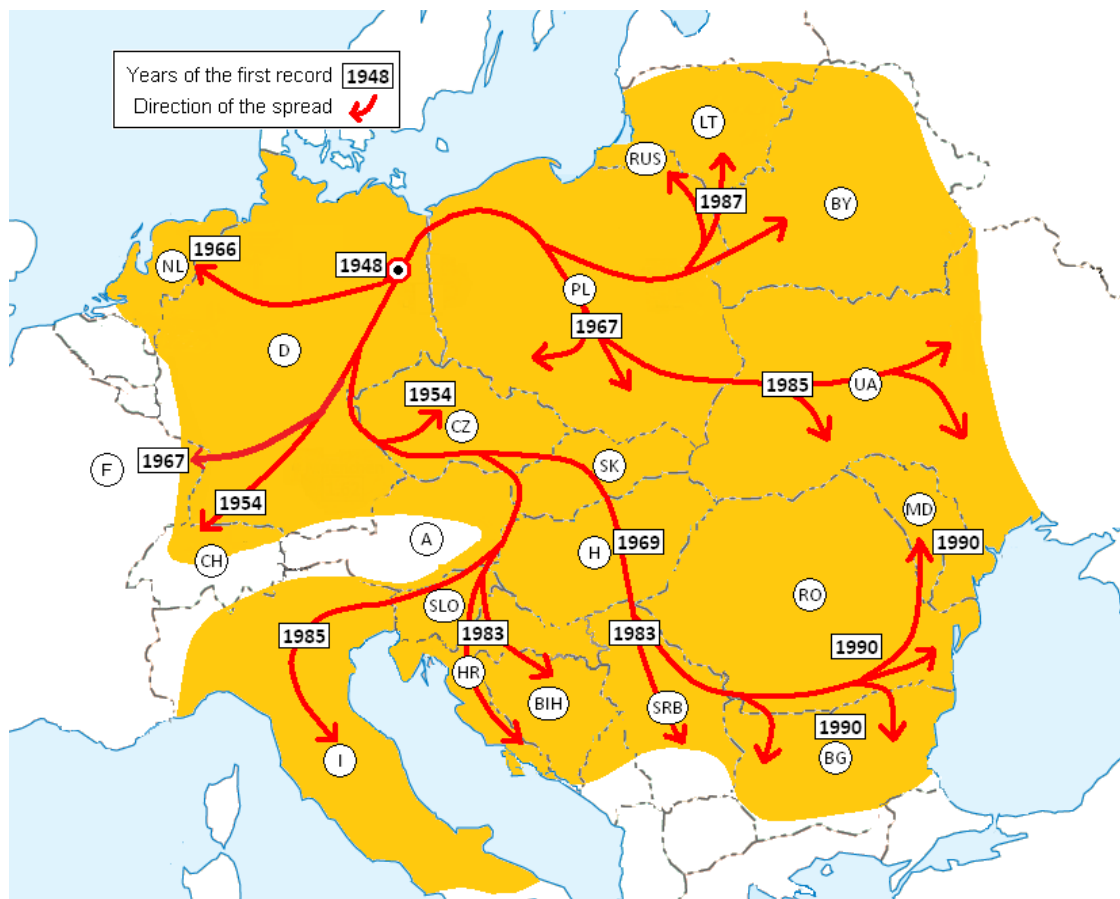 Years of the first record 1948
Direction of the spread
LT
RUS
1987
BY
1966
NL
1948
PL
1967
D
1985
UA
1954
CZ
F
1967
SK
1954
MD
A
1969
1990
CH
H
RO
SLO
1985
1983
1983
1990
HR
BIH
SRB
1990
I
BG